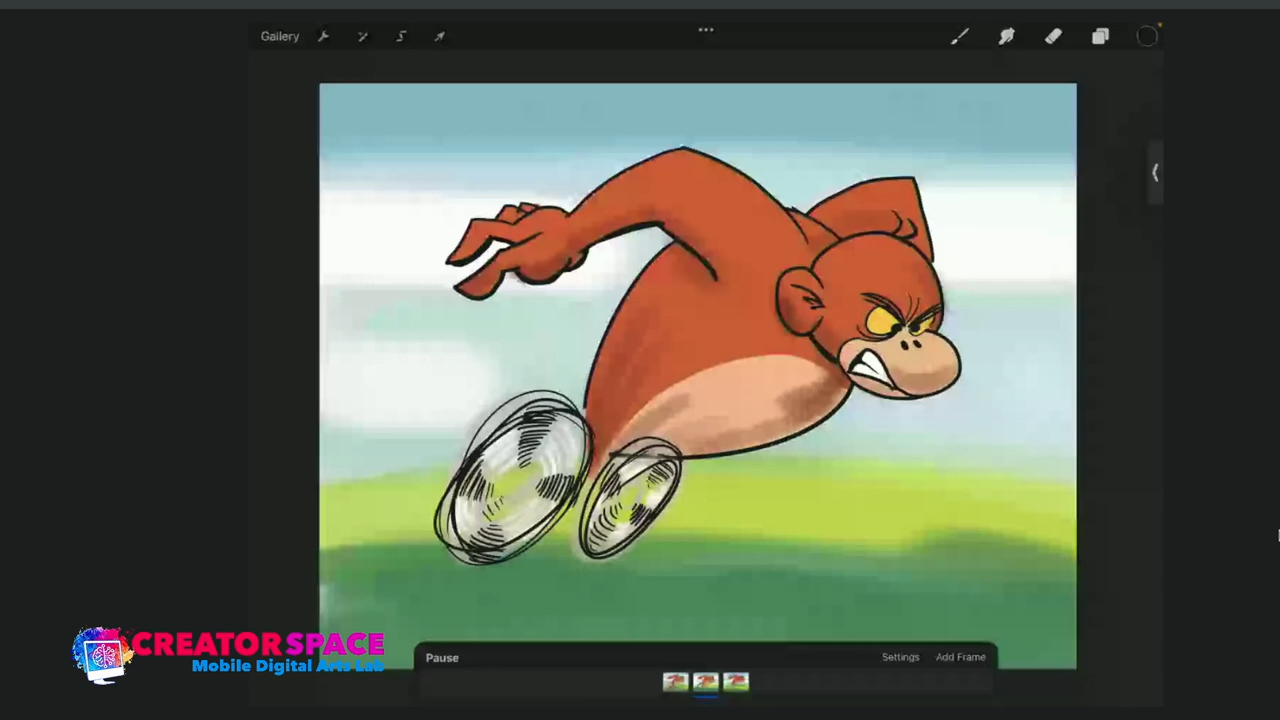 Gallery
CREATORSPACE
Mobile Digital Arts Lab
Pause
Settings
Add Frame